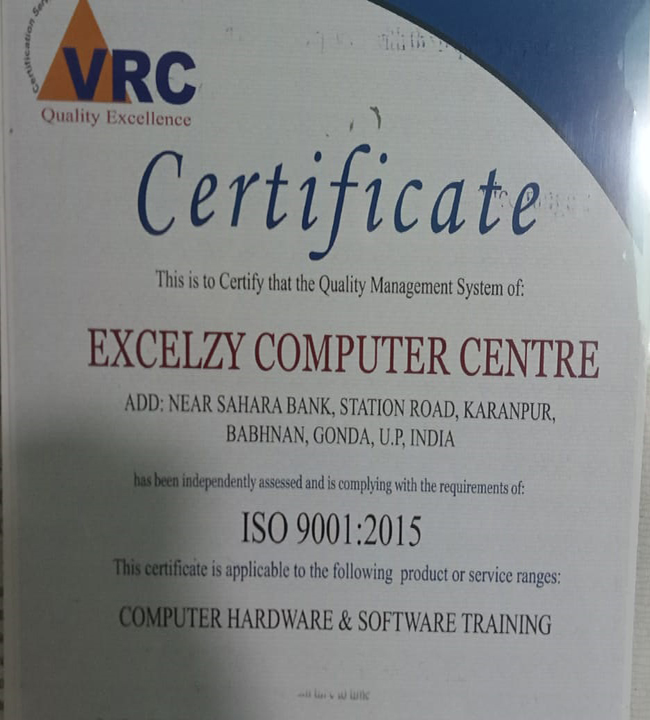 Certification Ser
VRC
Quality Excellence
Certificate
This is to Certify that the Quality Management System of:
EXCELZY COMPUTER CENTRE
ADD: NEAR SAHARA BANK, STATION ROAD, KARANPUR,
BABHNAN, GONDA, U.P, INDIA
has been independently assessed and is complying with the requirements of:
ISO 9001:2015
This certificate is applicable to the following product or service ranges:
COMPUTER HARDWARE & SOFTWARE TRAINING